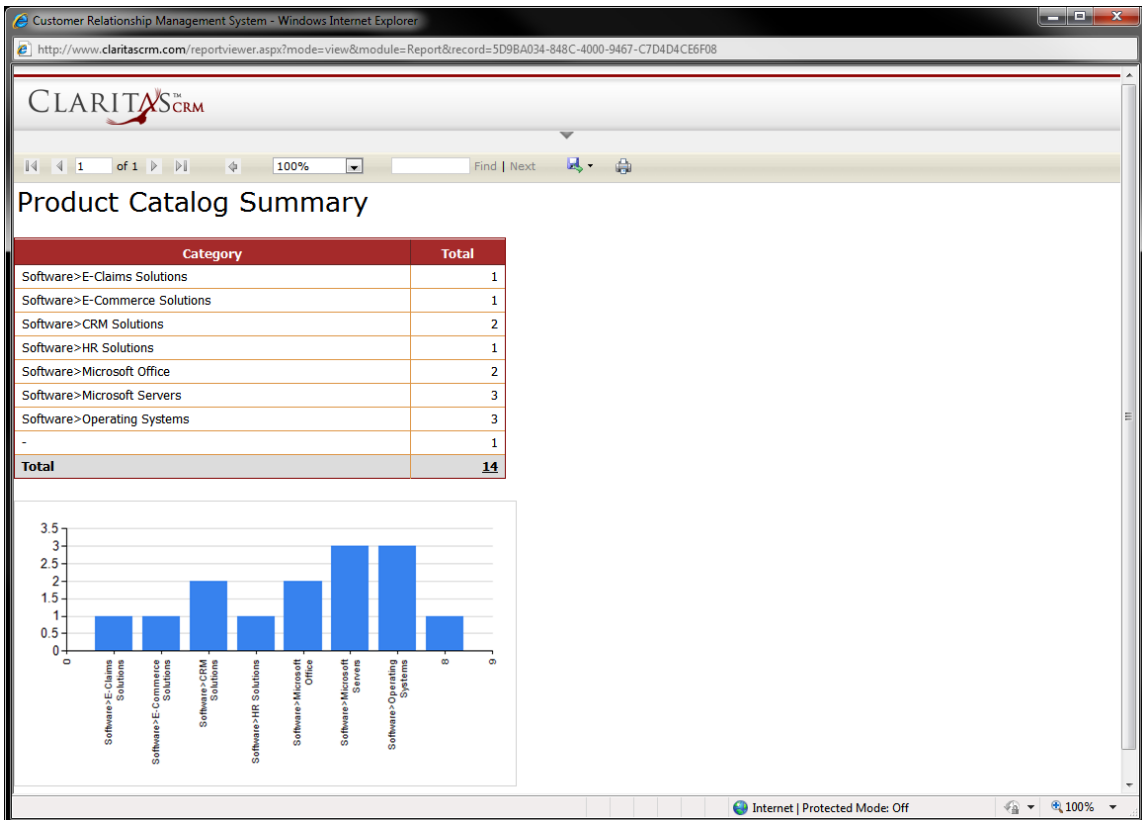 Customer Relationship Management System - Windows Internet Explorer
http://www.claritascrm.com/reportviewer.aspx?mode=view&module=Report&record=5D9BA034-848C-4000-9467-C7D4D4CE6F08
CLARITAS™CRM
1 of 1 100% Find | Next
Product Catalog Summary
Category Total
Software>E-Claims Solutions 1
Software>E-Commerce Solutions 1
Software>CRM Solutions 2
Software>HR Solutions 1
Software>Microsoft Office 2
Software>Microsoft Servers 3
Software>Operating Systems 3
- 1
Total 14
3.5
3
2.5
2
1.5
1
0.5
0
0
Software>E-Claims
Solutions
Software>E-Commerce
Solutions
Software>CRM
Solutions
Software>HR Solutions
Software>Microsoft
Office
Software>Microsoft
Servers
Software>Operating
Systems
8
9
Internet | Protected Mode: Off 100%